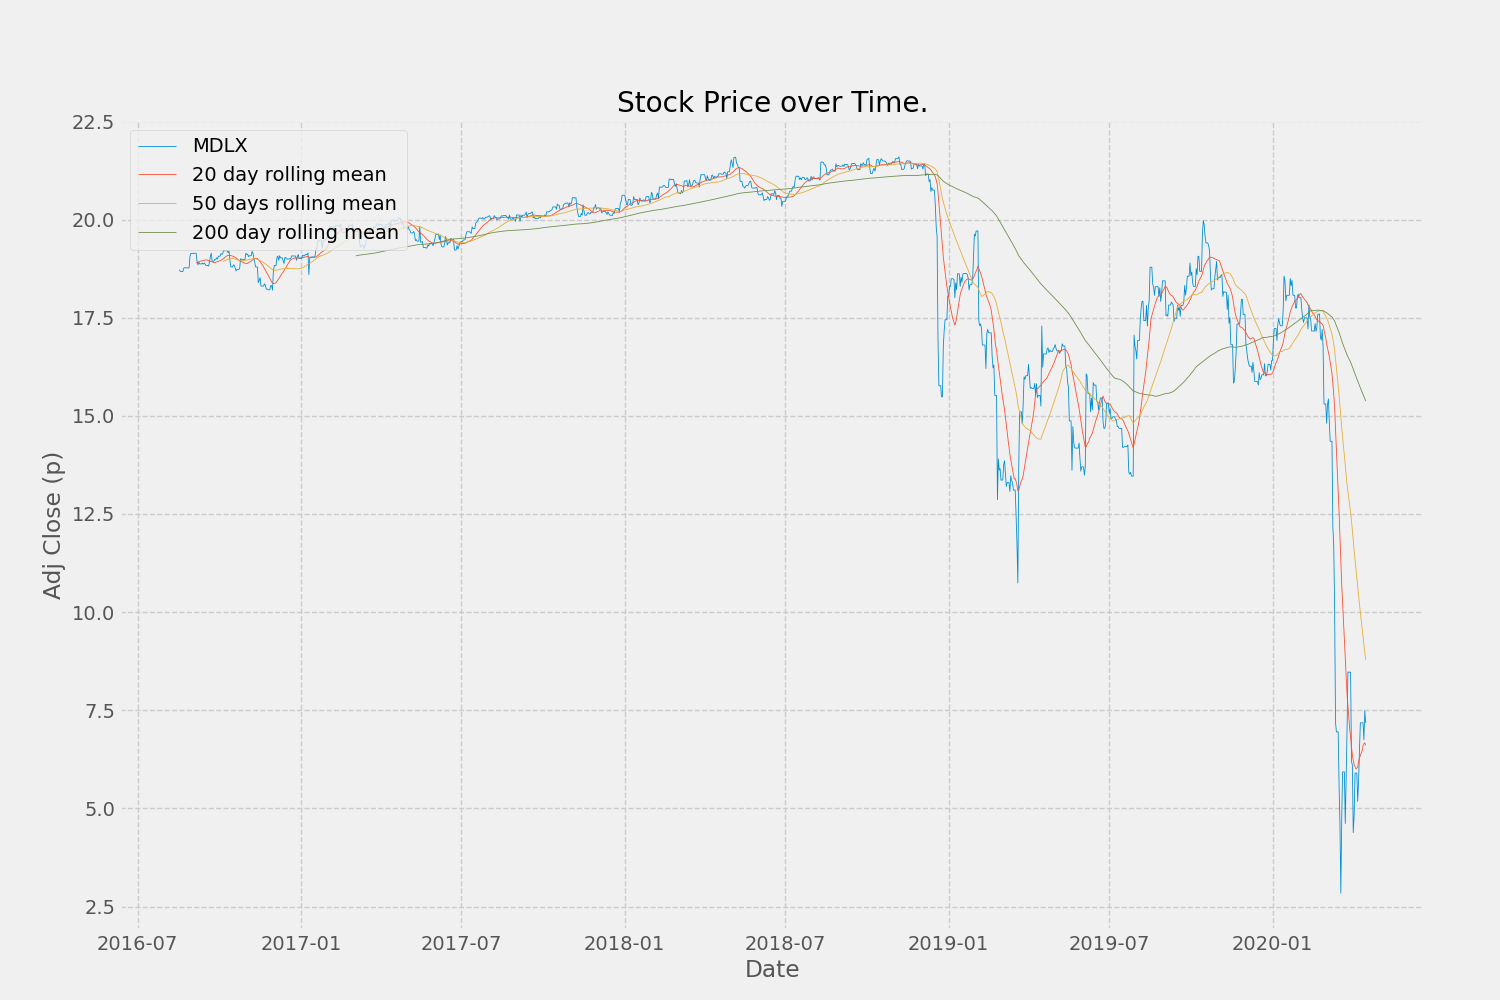 Stock Price over Time.
22.5
20.0
17.5
15.0
12.5
10.0
7.5
5.0
2.5
Adj Close (p)
MDLX
20 day rolling mean
50 days rolling mean
200 day rolling mean
2016-07 2017-01 2017-07 2018-01 2018-07 2019-01 2019-07 2020-01
Date